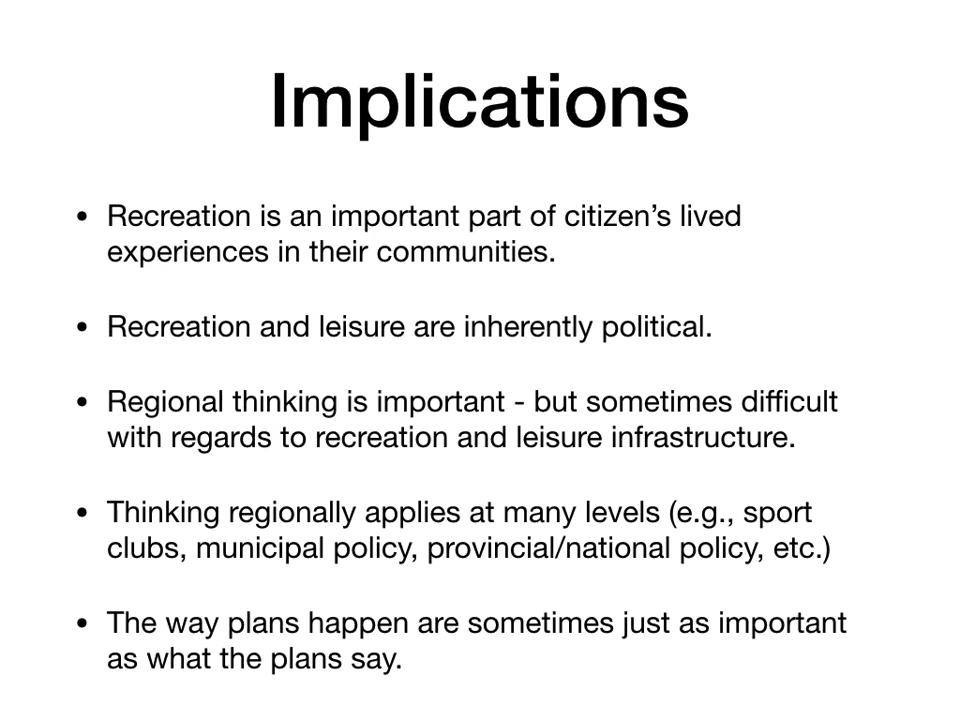 Implications
• Recreation is an important part of citizen’s lived
experiences in their communities.
• Recreation and leisure are inherently political.
• Regional thinking is important - but sometimes difficult
with regards to recreation and leisure infrastructure.
• Thinking regionally applies at many levels (e.g., sport
clubs, municipal policy, provincial/national policy, etc.)
• The way plans happen are sometimes just as important
as what the plans say.